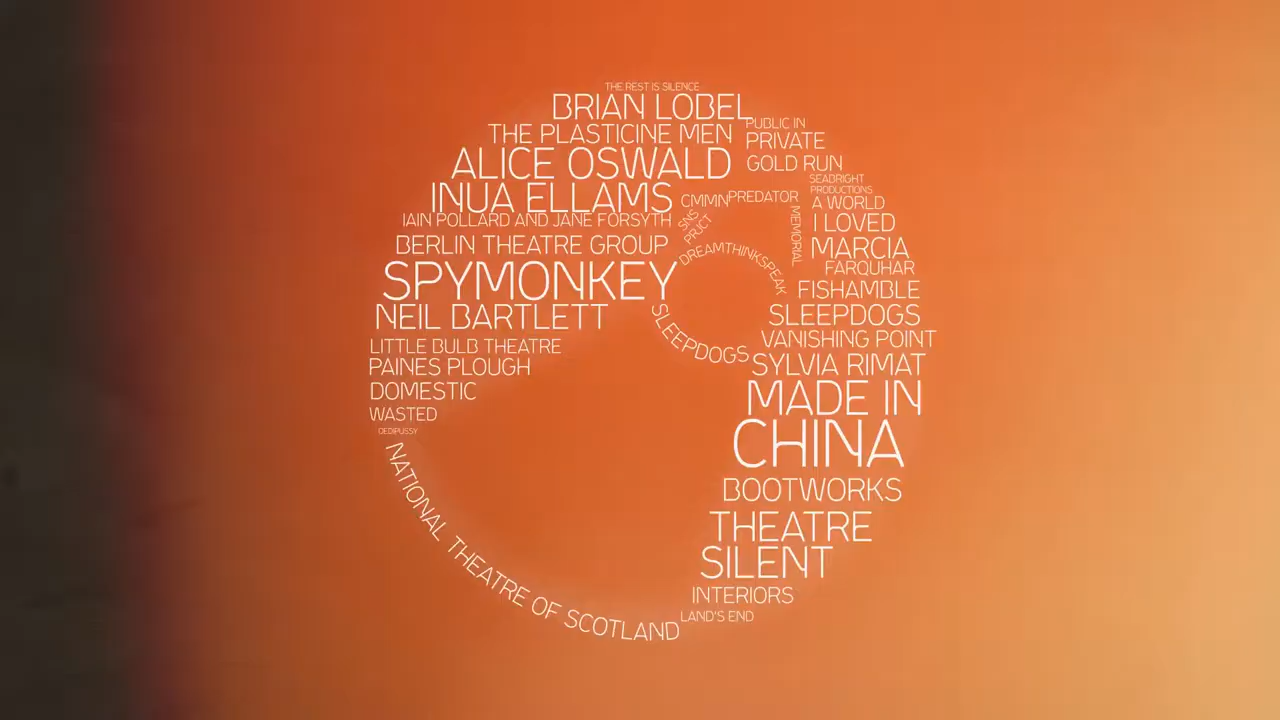 THE REST IS SILENCE
BRIAN LOBEL
PUBLIC IN
THE PLASTICINE MEN
PRIVATE
ALICE OSWALD
GOLD RUN
SEABRIGHT
PRODUCTIONS
INUA ELLAMS
CMMN
PREDATOR
A WORLD
SNS
PRJCT
MEMORIAL
IAIN POLLARD AND JANE FORSYTH
I LOVED
BERLIN THEATRE GROUP
MARCIA
DREAMTHINKSPEAK
FARQUHAR
SPYMONKEY
FISHAMBLE
NEIL BARTLETT
SLEEPDOGS
SLEEPDOGS
VANISHING POINT
LITTLE BULB THEATRE
PAINES PLOUGH
SYLVIA RIMAT
DOMESTIC
MADE IN
WASTED
OEDIPUSSY
CHINA
NATIONAL THEATRE OF SCOTLAND
BOOTWORKS
THEATRE
SILENT
INTERIORS
LAND'S END